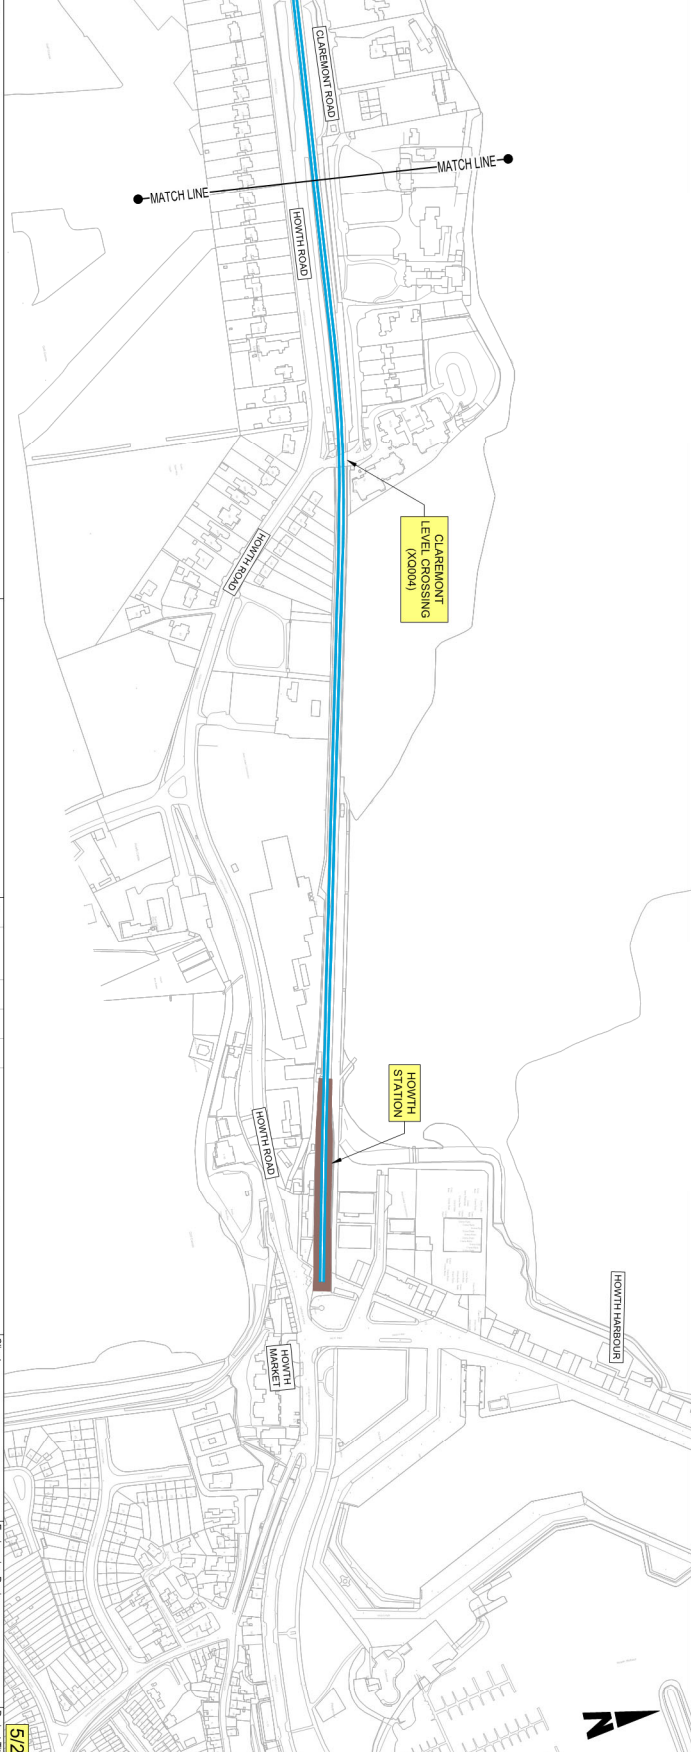 CLAREMONT ROAD
MATCH LINE
MATCH LINE
HOWTH ROAD
CLAREMONT
LEVEL CROSSING
(XQ004)
HOWTH ROAD
HOWTH
STATION
HOWTH ROAD
HOWTH HARBOUR
HOWTH
MARKET
N